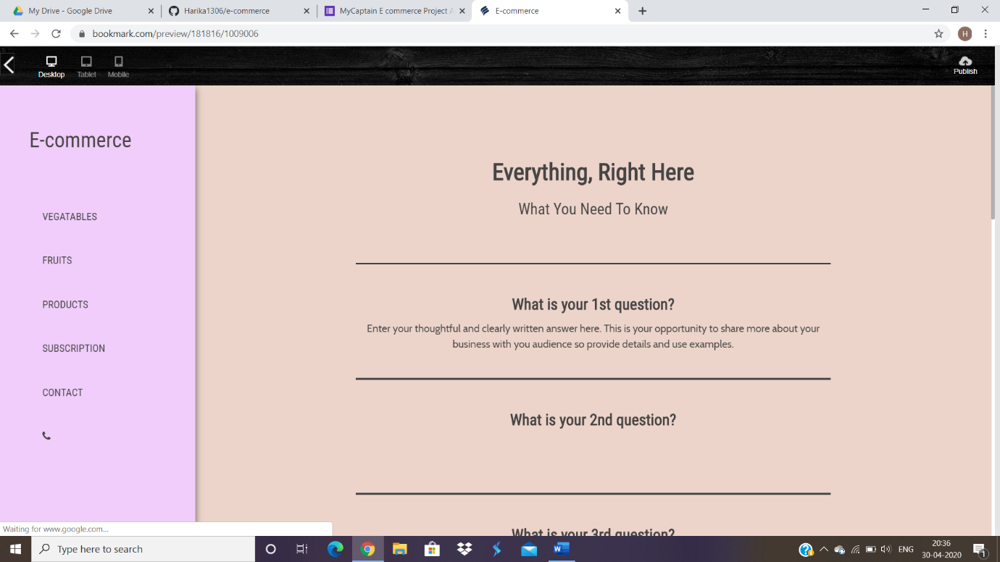 My Drive - Google Drive
Harika1306/e-commerce
MyCaptain E commerce Project A
E-commerce
bookmark.com/preview/181816/1009006
H
Desktop
Tablet
Mobile
Publish
E-commerce
VEGATABLES
FRUITS
PRODUCTS
SUBSCRIPTION
CONTACT
Everything, Right Here
What You Need To Know
What is your 1st question?
Enter your thoughtful and clearly written answer here. This is your opportunity to share more about your
business with you audience so provide details and use examples.
What is your 2nd question?
What is your 3rd question?
Waiting for www.google.com...
Type here to search
W
ENG
20:36
30-04-2020
1